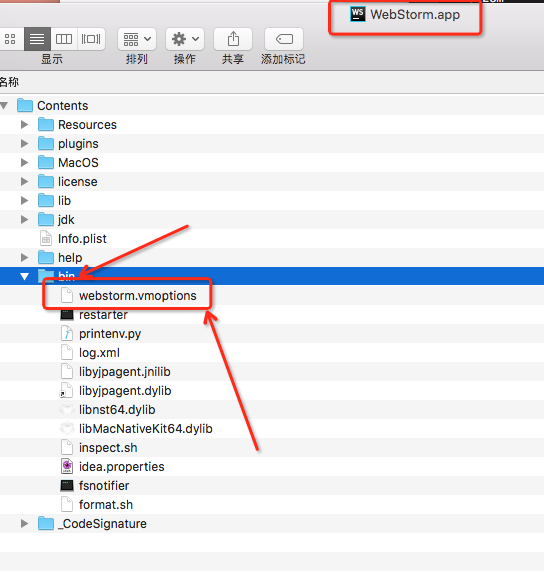 WS WebStorm.app
显示
排列
操作
共享
添加标记
名称
Contents
Resources
plugins
MacOS
license
lib
jdk
Info.plist
help
bin
webstorm.vmoptions
restarter
printenv.py
log.xml
libyjpagent.jnilib
libyjpagent.dylib
libnst64.dylib
libMacNativeKit64.dylib
inspect.sh
idea.properties
fsnotifier
format.sh
_CodeSignature